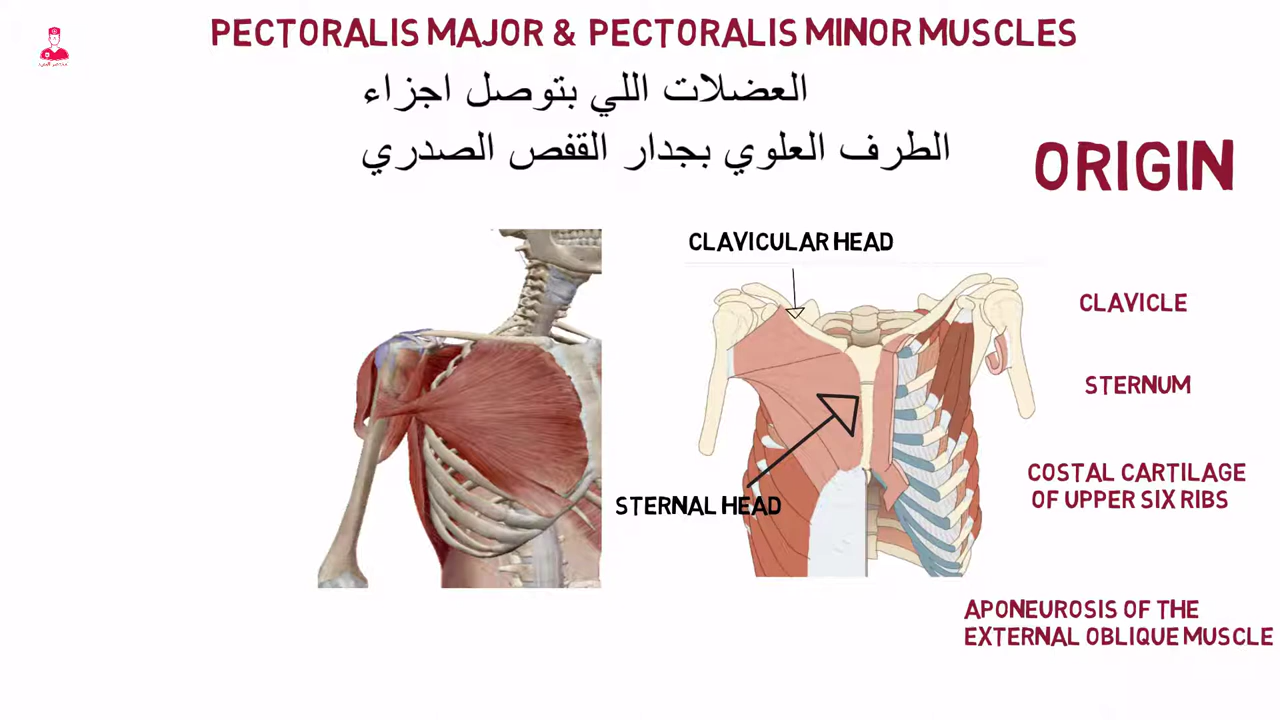 PECTORALIS MAJOR & PECTORALIS MINOR MUSCLES
العضلات اللي بتوصل اجزاء
الطرف العلوي بجدار القفص الصدري
ORIGIN
CLAVICULAR HEAD
CLAVICLE
STERNUM
COSTAL CARTILAGE
OF UPPER SIX RIBS
STERNAL HEAD
APONEUROSIS OF THE
EXTERNAL OBLIQUE MUSCLE